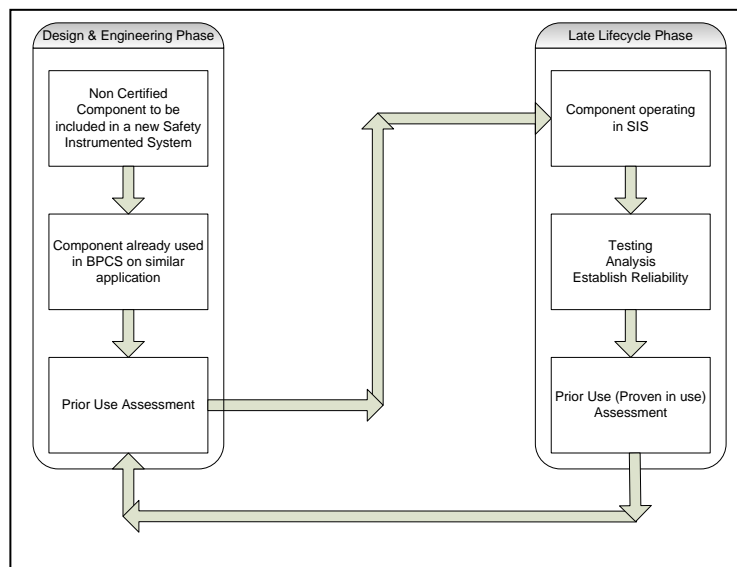 Design & Engineering Phase
Non Certified
Component to be
included in a new Safety
Instrumented System
Component already used
in BPCS on similar
application
Prior Use Assessment
Late Lifecycle Phase
Component operating
in SIS
Testing
Analysis
Establish Reliability
Prior Use (Proven in use)
Assessment